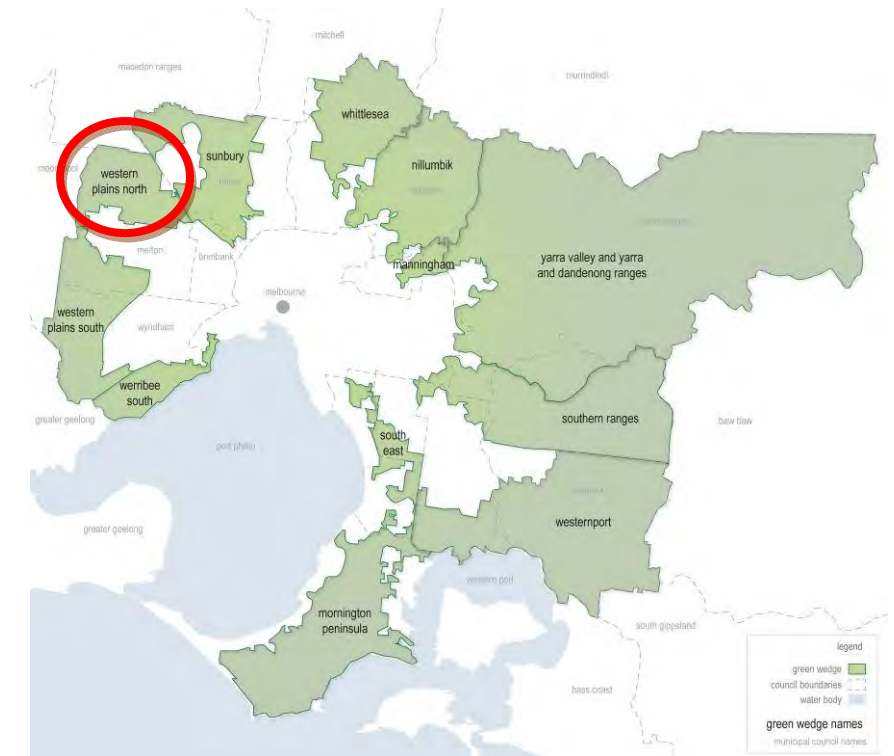 mitchell
macedon ranges
murrindindi
whittlesea
sunbury
nillumbik
western
plains north
melton
brimbank
manningham
yarra valley and yarra
and dandenong ranges
melbourne
western
plains south
wyndham
werribee
south
greater geelong
southern ranges
baw baw
south
east
port phillip
westernport
greater geelong
western port
mornington
peninsula
south gippsland
bass coast
legend
green wedge
council boundaries
water body
green wedge names
municipal council names